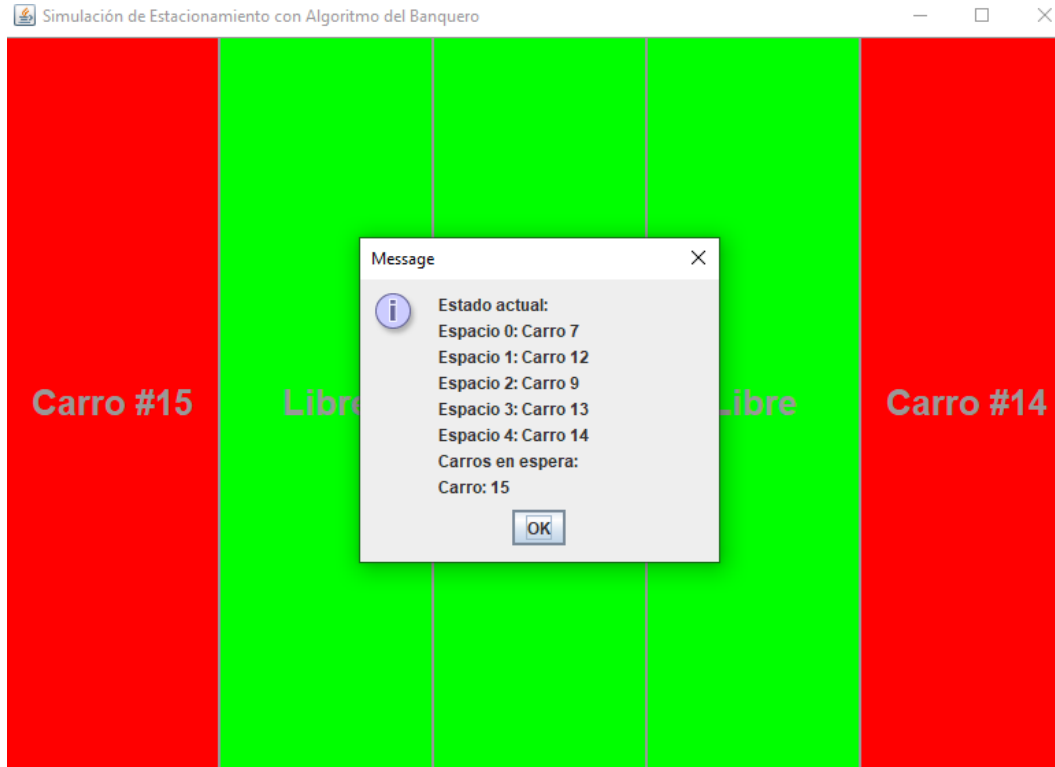 Simulación de Estacionamiento con Algoritmo del Banquero
Message
Estado actual:
Espacio 0: Carro 7
Espacio 1: Carro 12
Espacio 2: Carro 9
Espacio 3: Carro 13
Espacio 4: Carro 14
Carros en espera:
Carro: 15
OK
Carro #15
Libre
Libre
Carro #14